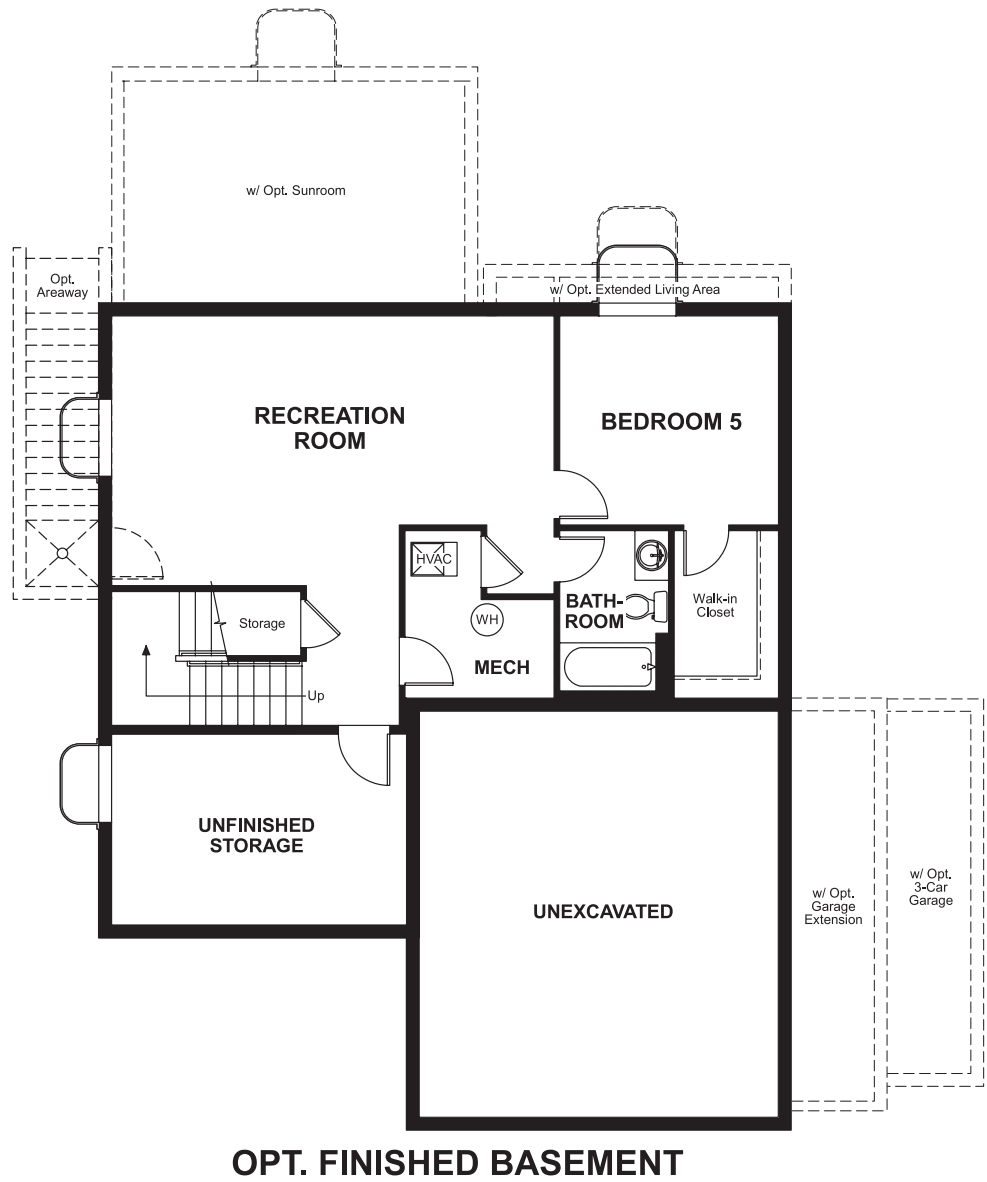 w/ Opt. Sunroom
Opt.
Areaway
w/ Opt. Extended Living Area
RECREATION
ROOM
BEDROOM 5
HVAC
WH
MECH
BATH-
ROOM
Walk-in
Closet
Storage
Up
UNFINISHED
STORAGE
UNEXCAVATED
w/ Opt.
Garage
Extension
w/ Opt.
3-Car
Garage
OPT. FINISHED BASEMENT